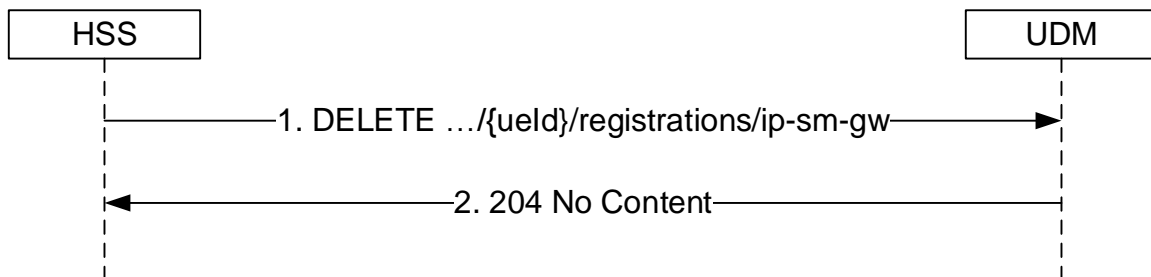 HSS
UDM
1. DELETE …/{ueId}/registrations/ip-sm-gw
2. 204 No Content